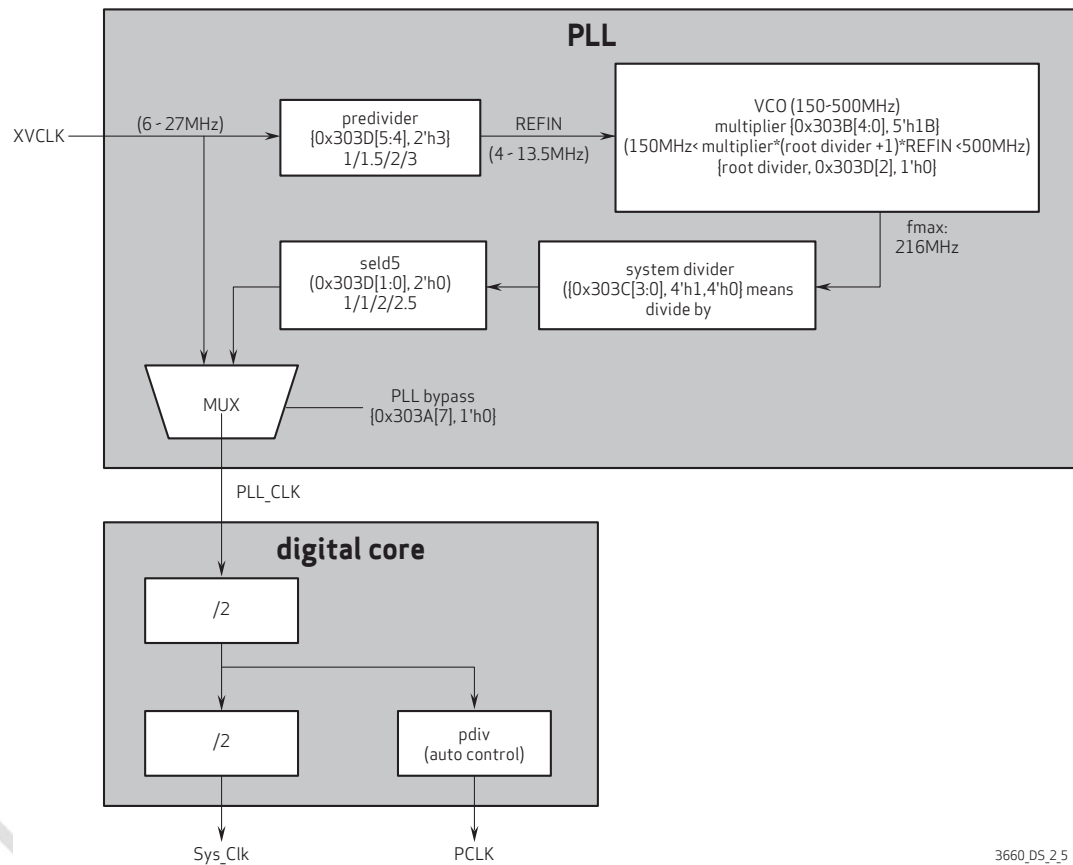 PLL
XVCLK
(6 - 27MHz)
predivider
{0x303D[5:4], 2'h3}
1/1.5/2/3
REFIN
(4 - 13.5MHz)
VCO (150-500MHz)
multiplier {0x303B[4:0], 5'h1B}
(150MHz< multiplier*(root divider +1)*REFIN <500MHz)
{root divider, 0x303D[2], 1'h0}
fmax:
216MHz
seld5
(0x303D[1:0], 2'h0)
1/1/2/2.5
system divider
({0x303C[3:0], 4'h1,4'h0} means
divide by
MUX
PLL bypass
{0x303A[7], 1'h0}
PLL_CLK
digital core
/2
/2
pdiv
(auto control)
Sys_Clk
PCLK
3660_DS_2_5